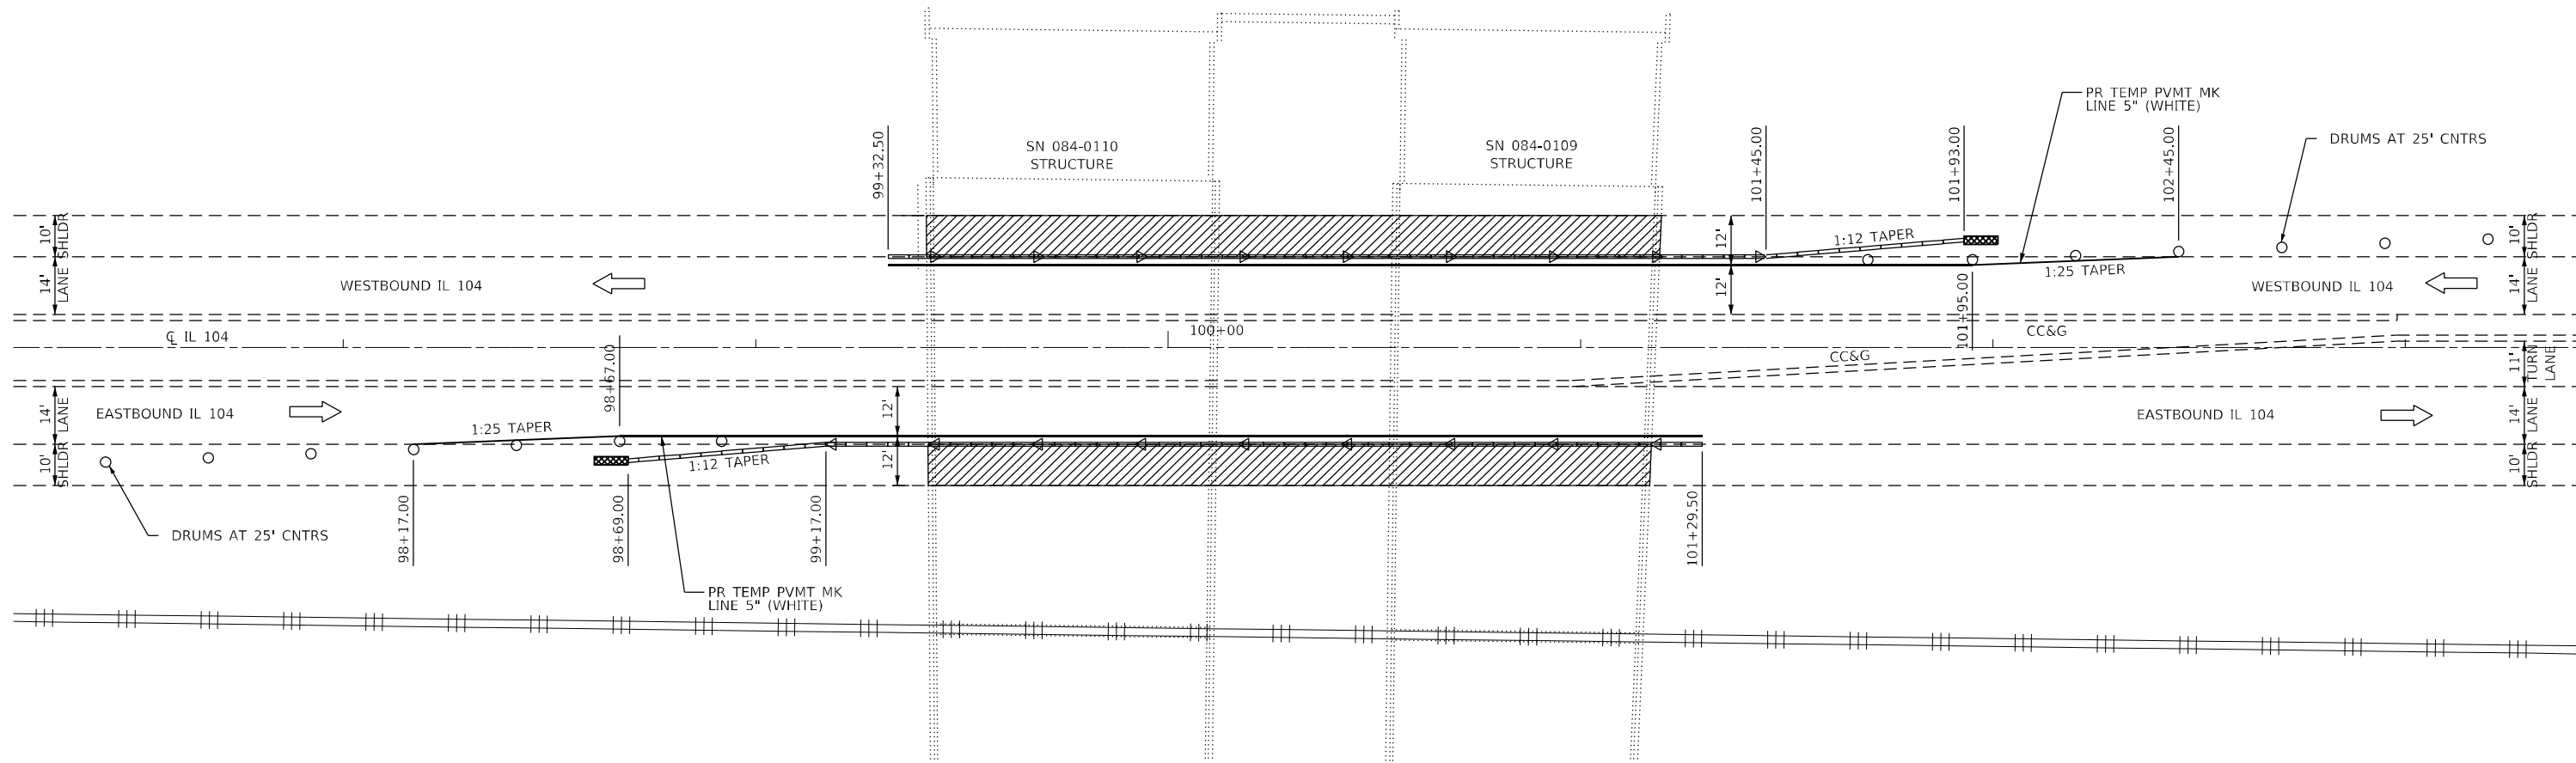 PR TEMP PVMT MK
LINE 5" (WHITE)
DRUMS AT 25' CNTRS
SN 084-0110
STRUCTURE
SN 084-0109
STRUCTURE
99+32.50
101+45.00
101+93.00
102+45.00
10'
SHLDR
14'
LANE
WESTBOUND IL 104
12'
12'
1:12 TAPER
1:25 TAPER
WESTBOUND IL 104
10'
SHLDR
14'
LANE
℄ IL 104
98+67.00
100+00
101+95.00
CC&G
CC&G
11'
TURN
LANE
14'
LANE
10'
SHLDR
EASTBOUND IL 104
1:25 TAPER
1:12 TAPER
12'
12'
EASTBOUND IL 104
14'
LANE
10'
SHLDR
DRUMS AT 25' CNTRS
98+17.00
98+69.00
99+17.00
101+29.50
PR TEMP PVMT MK
LINE 5" (WHITE)